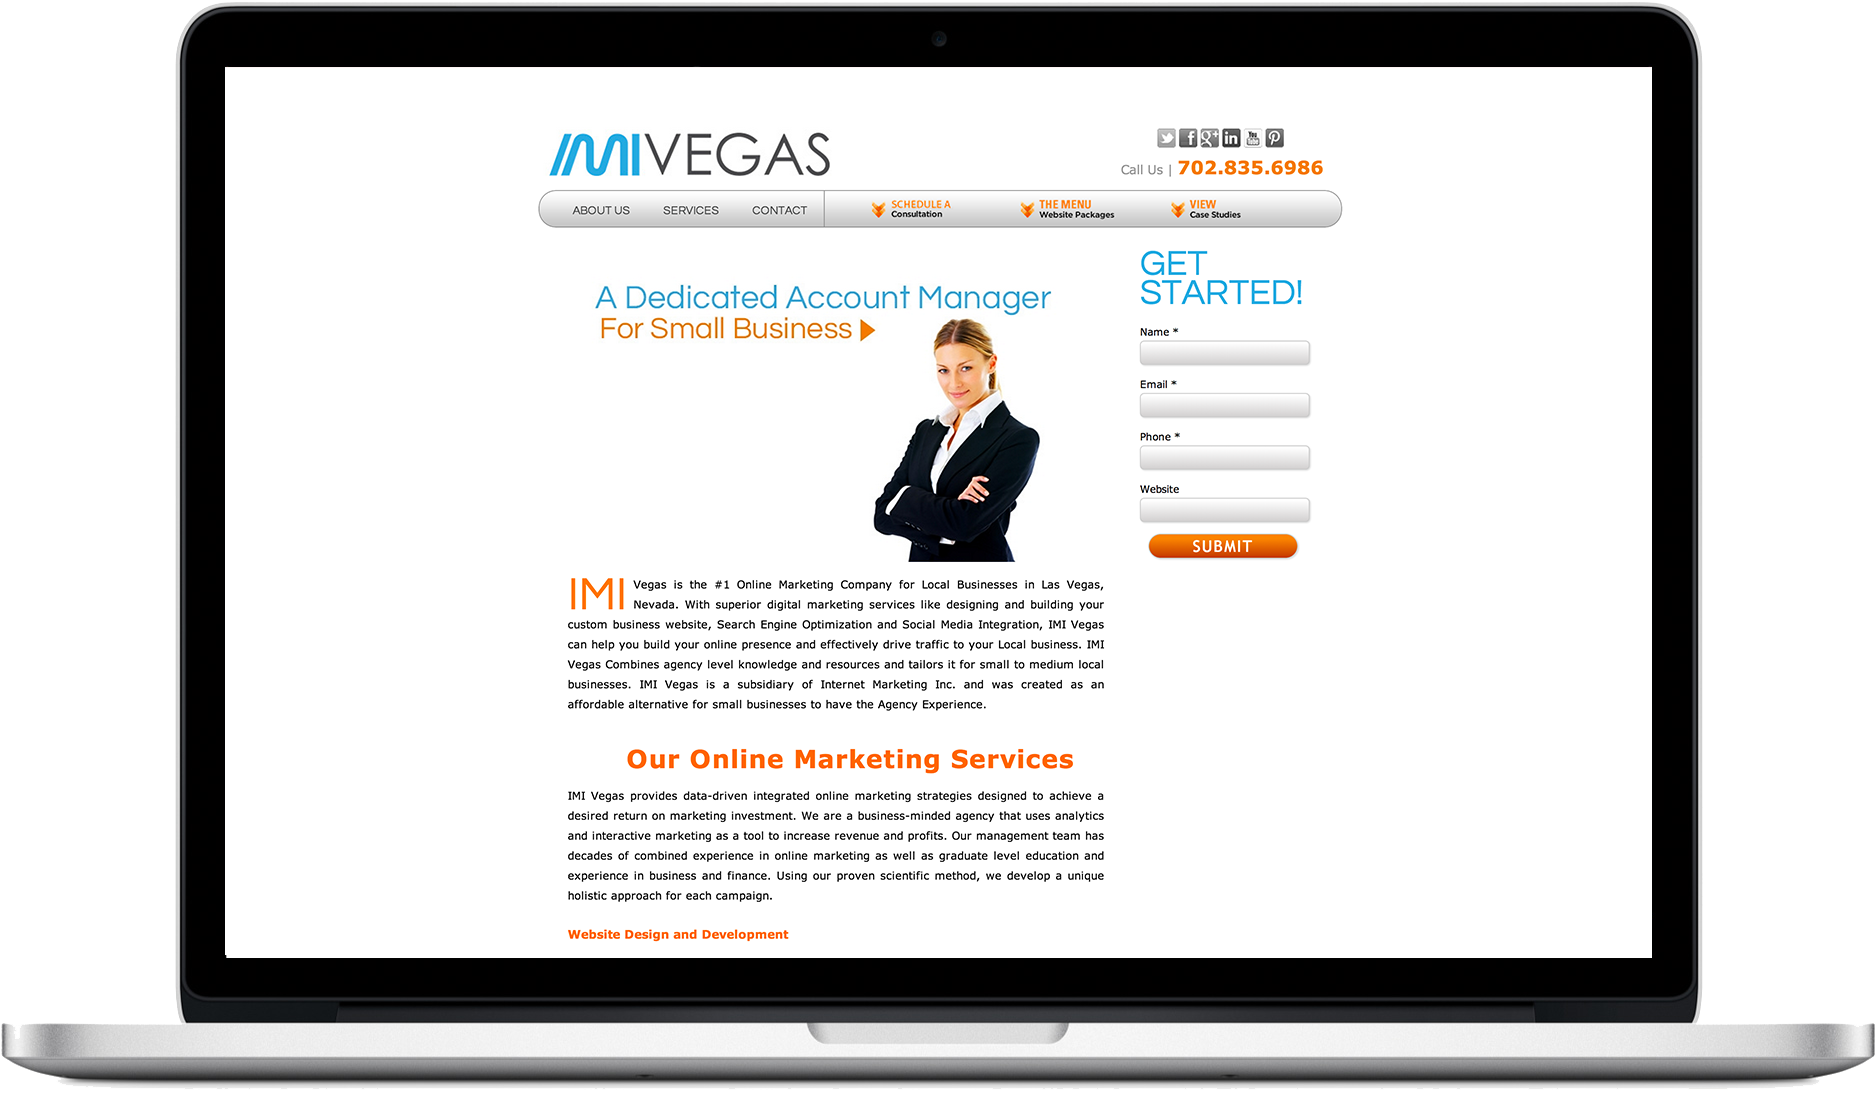 IMIVEGAS
Call Us | 702.835.6986
ABOUT US SERVICES CONTACT
SCHEDULE A
Consultation
THE MENU
Website Packages
VIEW
Case Studies
A Dedicated Account Manager
For Small Business
GET
STARTED!
Name *
Email *
Phone *
Website
SUBMIT
IMI Vegas is the #1 Online Marketing Company for Local Businesses in Las Vegas,
Nevada. With superior digital marketing services like designing and building your
custom business website, Search Engine Optimization and Social Media Integration, IMI Vegas
can help you build your online presence and effectively drive traffic to your Local business. IMI
Vegas Combines agency level knowledge and resources and tailors it for small to medium local
businesses. IMI Vegas is a subsidiary of Internet Marketing Inc. and was created as an
affordable alternative for small businesses to have the Agency Experience.
Our Online Marketing Services
IMI Vegas provides data-driven integrated online marketing strategies designed to achieve a
desired return on marketing investment. We are a business-minded agency that uses analytics
and interactive marketing as a tool to increase revenue and profits. Our management team has
decades of combined experience in online marketing as well as graduate level education and
experience in business and finance. Using our proven scientific method, we develop a unique
holistic approach for each campaign.
Website Design and Development